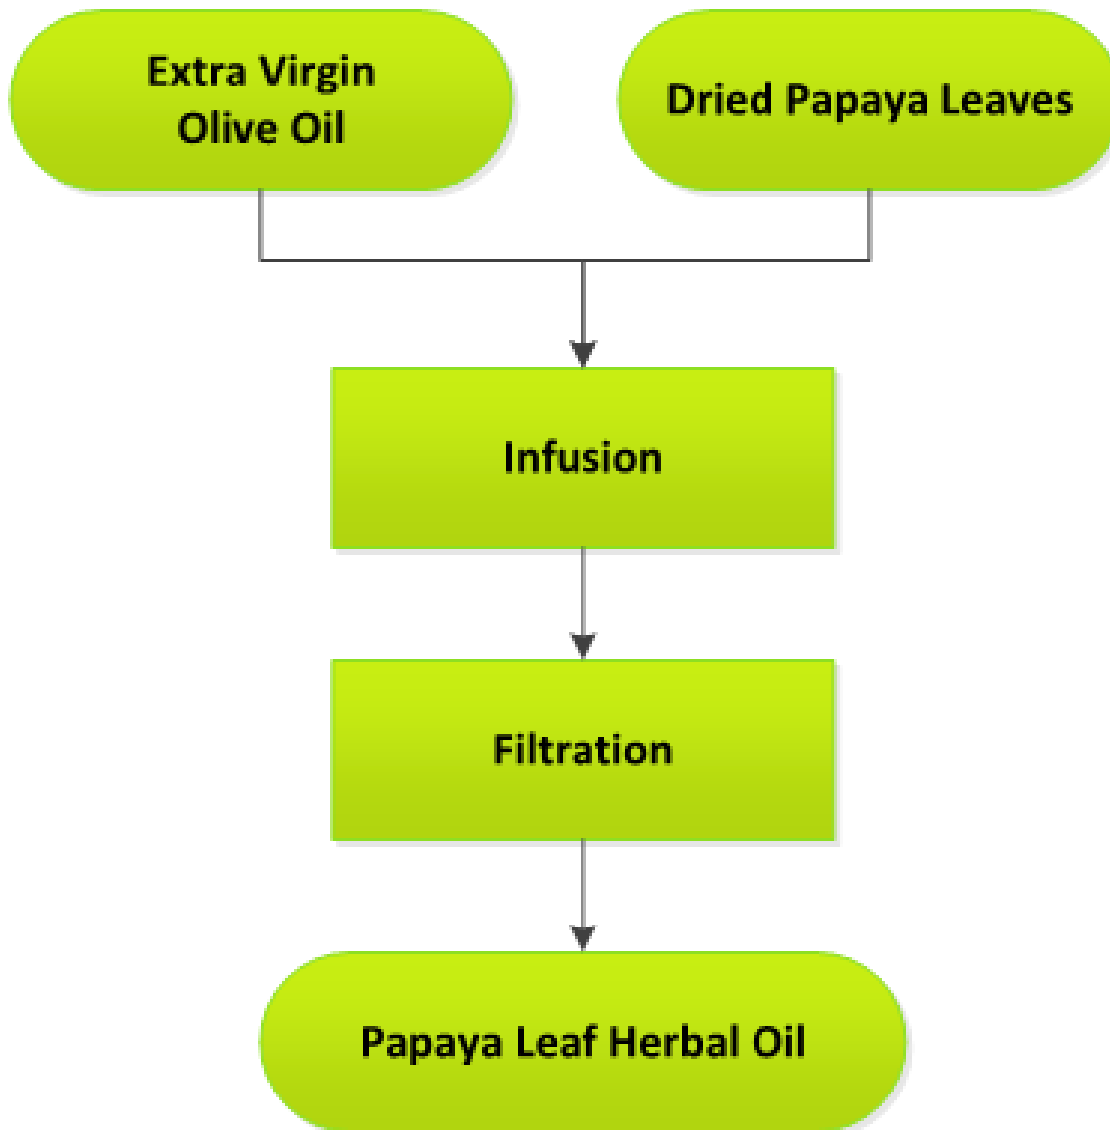 Extra Virgin
Olive Oil
Dried Papaya Leaves
Infusion
Filtration
Papaya Leaf Herbal Oil